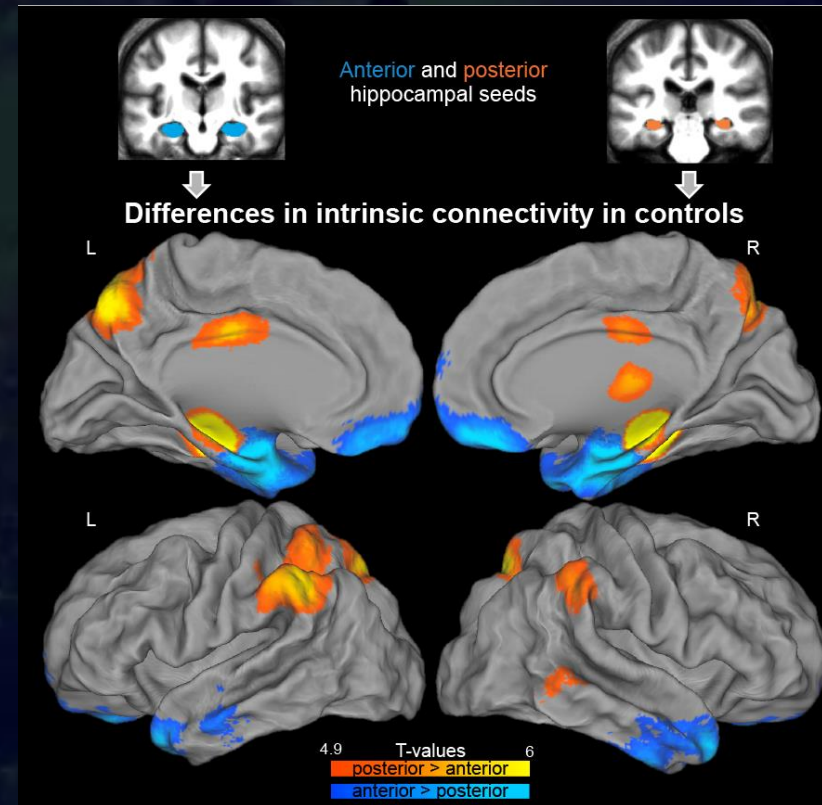 Anterior and posterior
hippocampal seeds
Differences in intrinsic connectivity in controls
L
R
L
R
4.9 T-values 6
posterior > anterior
anterior > posterior